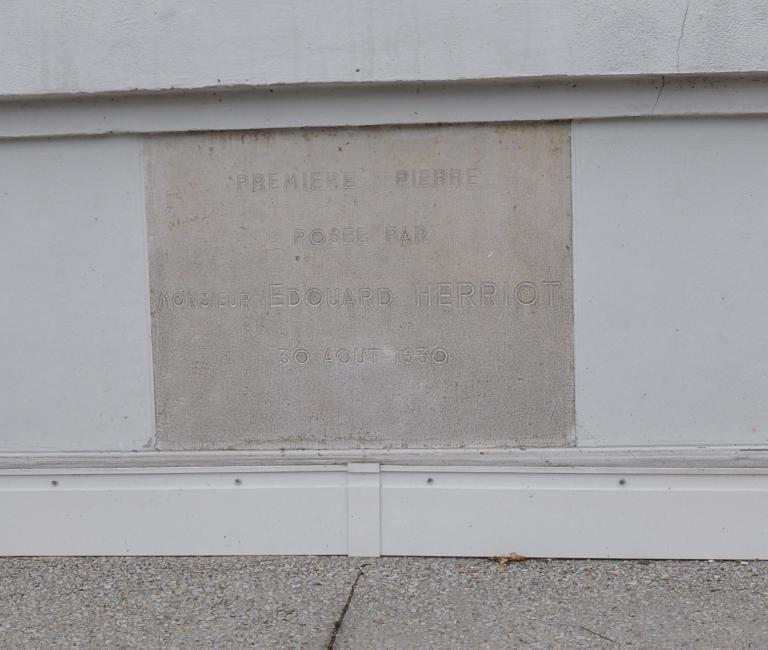 PREMIERE PIERRE
POSEE PAR
MONSIEUR EDOUARD HERRIOT
30 AOUT 1930